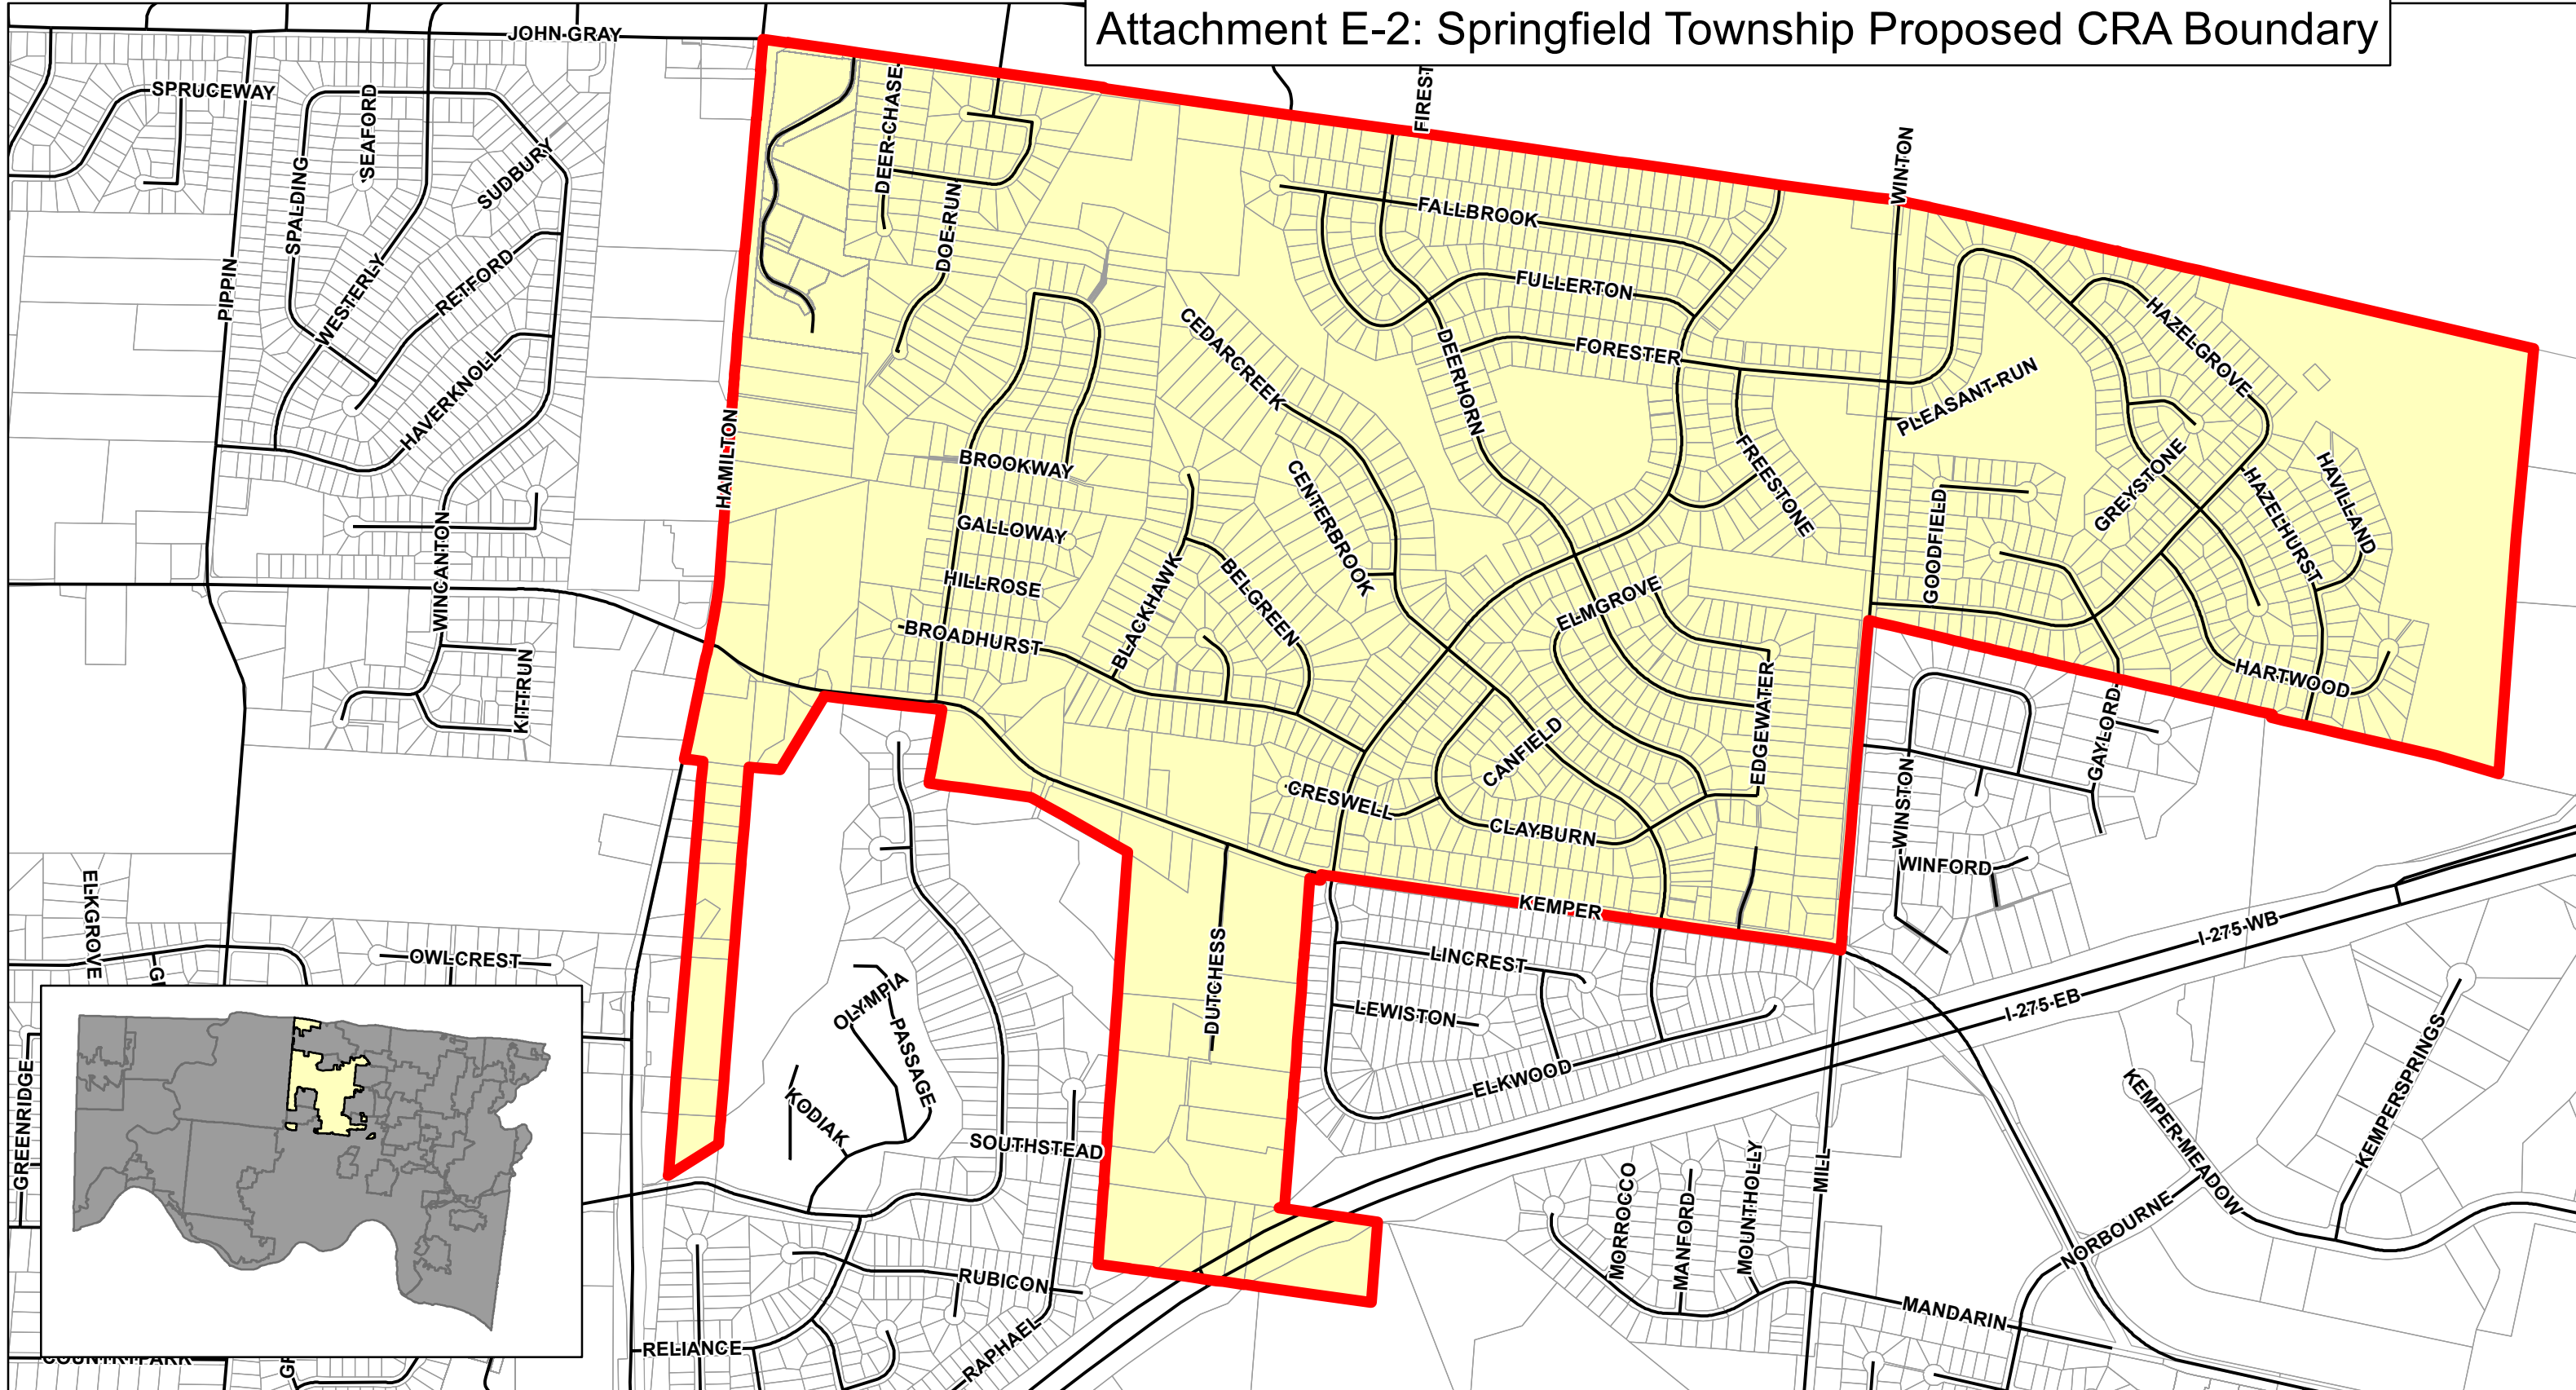 Attachment E-2: Springfield Township Proposed CRA Boundary
JOHN GRAY
SPRUCEWAY
SEAFORD
SPALDING
SUDBURY
PIPPIN
WESTERLY
RETFORD
HAVERKNOLL
WINCANTON
KITTRUN
HAMILTON
DEER-CHASE
DOE-RUN
FIREST
WINTON
FALLBROOK
FULLERTON
FORESTER
DEERHORN
CEDARCREEK
CENTERBROOK
FREESTONE
BROOKWAY
GALLOWAY
HILLROSE
BROADHURST
BLACKHAWK
BELGREEN
ELMGROVE
EDGEWATER
CANFIELD
CRESWELL
CLAYBURN
PLEASANT-RUN
HAZELGROVE
GREYSTONE
HAZELHURST
HAVILLAND
GOODFIELD
HARTWOOD
GAYLORD
WINSTON
WINFORD
KEMPER
LINCREST
LEWISTON
ELKWOOD
DUTCHESS
I-275-WB
I-275-EB
ELKGROVE
OWLCREST
GREENRIDGE
OLYMPIA
PASSAGE
KODIAK
SOUTHSTEAD
RUBICON
RAPHAEL
RELIANCE
MORROCCO
MANFORD
MOUNTHOLLY
MILL
MANDARIN
NORBOURNE
KEMPER-MEADOW
KEMPERSPRINGS